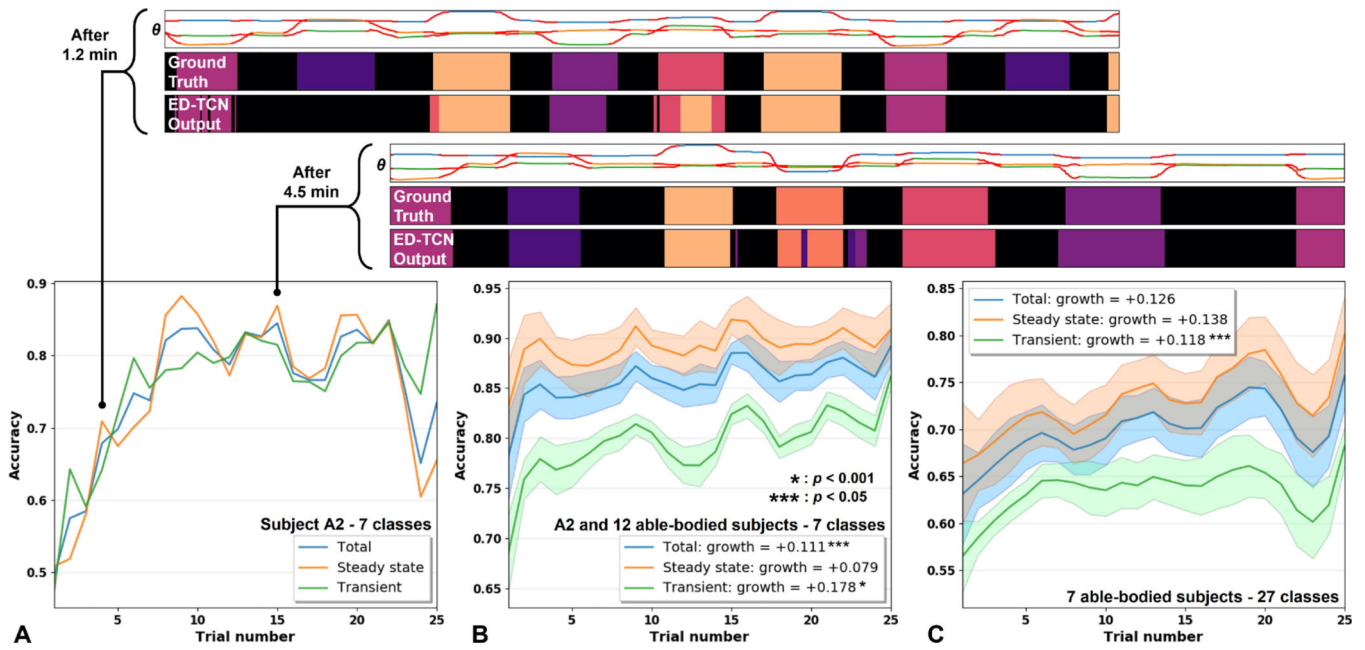 After
1.2 min
θ
Ground
Truth
ED-TCN
Output
After
4.5 min
θ
Ground
Truth
ED-TCN
Output
0.9
0.8
0.7
0.6
0.5
Accuracy
Subject A2 - 7 classes
Total
Steady state
Transient
5
10
15
20
25
Trial number
A
0.95
0.90
0.85
0.80
0.75
0.70
0.65
Accuracy
* : p < 0.001
*** : p < 0.05
A2 and 12 able-bodied subjects - 7 classes
Total: growth = +0.111 ***
Steady state: growth = +0.079
Transient: growth = +0.178 *
5
10
15
20
25
Trial number
B
0.85
0.80
0.75
0.70
0.65
0.60
0.55
Accuracy
Total: growth = +0.126
Steady state: growth = +0.138
Transient: growth = +0.118 ***
7 able-bodied subjects - 27 classes
5
10
15
20
25
Trial number
C